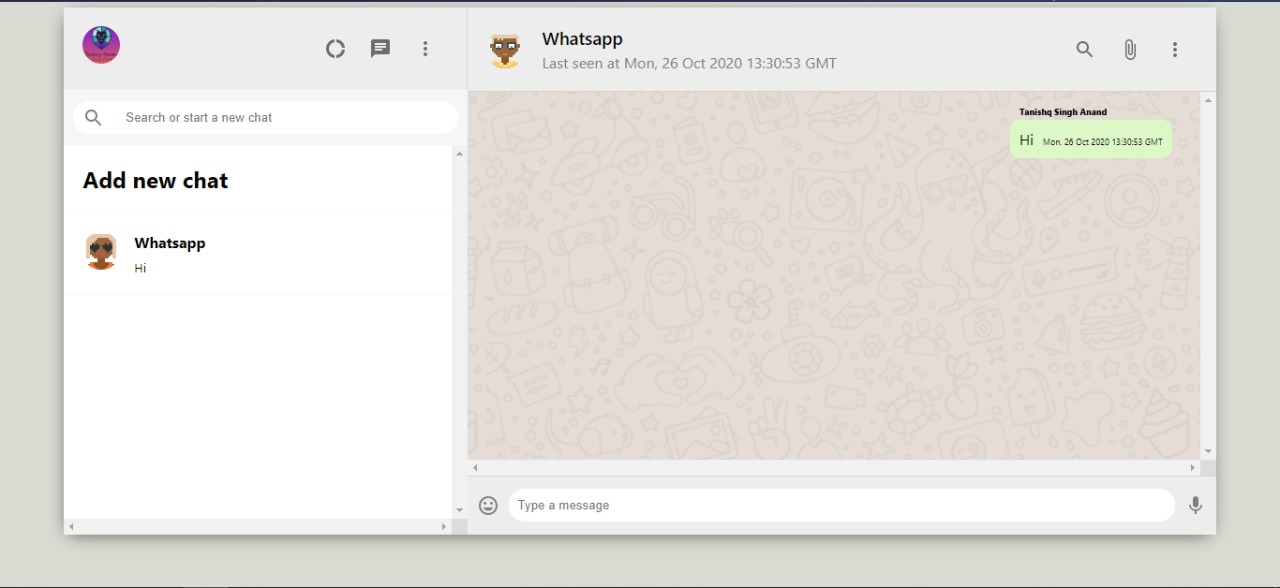 Whatsapp
Last seen at Mon, 26 Oct 2020 13:30:53 GMT
Search or start a new chat
Add new chat
Whatsapp
Hi
Tanishq Singh Anand
Hi Mon, 26 Oct 2020 13:30:53 GMT
Type a message